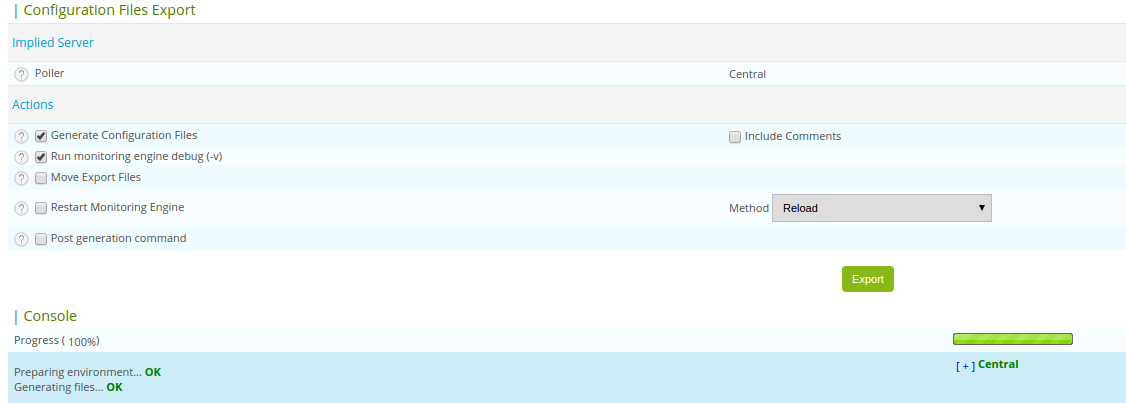 Configuration Files Export
Implied Server
? Poller Central
Actions
? Generate Configuration Files Include Comments
? Run monitoring engine debug (-v)
? Move Export Files
? Restart Monitoring Engine Method Reload
? Post generation command
Export
Console
Progress ( 100%)
[ + ] Central
Preparing environment... OK
Generating files... OK